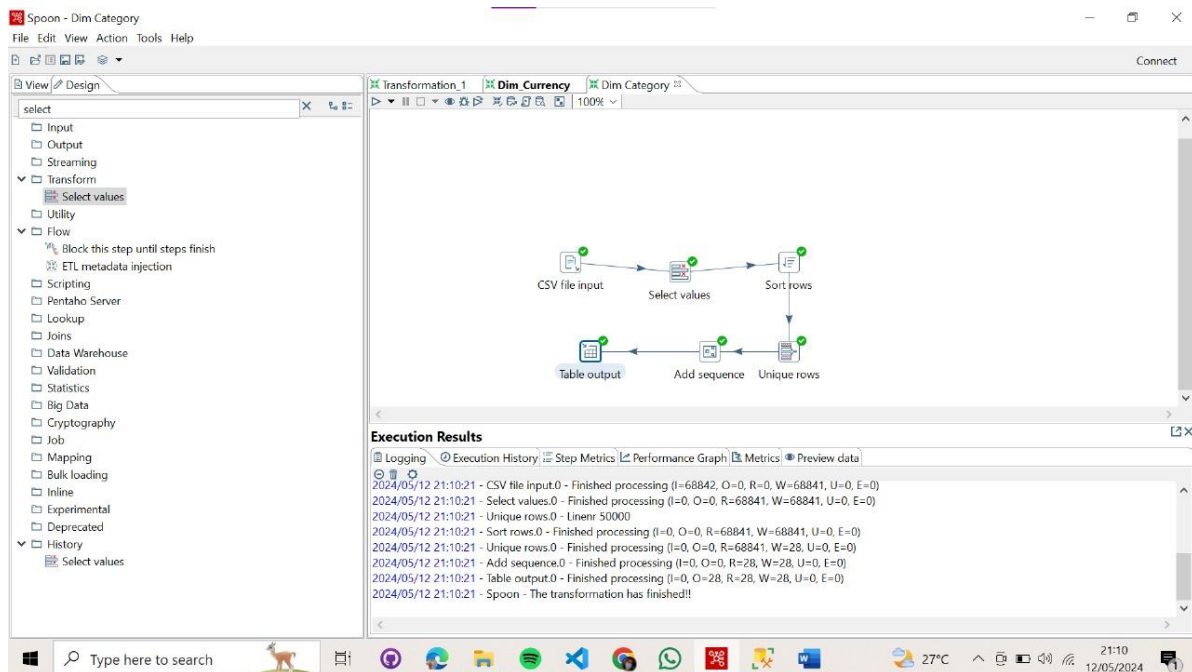 Spoon - Dim Category
File Edit View Action Tools Help
Connect
View Design
select
Input
Output
Streaming
Transform
Select values
Utility
Flow
Block this step until steps finish
ETL metadata injection
Scripting
Pentaho Server
Lookup
Joins
Data Warehouse
Validation
Statistics
Big Data
Cryptography
Job
Mapping
Bulk loading
Inline
Experimental
Deprecated
History
Select values
Transformation_1 Dim_Currency Dim Category
100%
CSV file input
Select values
Sort rows
Table output
Add sequence
Unique rows
Execution Results
Logging Execution History Step Metrics Performance Graph Metrics Preview data
2024/05/12 21:10:21 - CSV file input.0 - Finished processing (I=68842, O=0, R=0, W=68841, U=0, E=0)
2024/05/12 21:10:21 - Select values.0 - Finished processing (I=0, O=0, R=68841, W=68841, U=0, E=0)
2024/05/12 21:10:21 - Unique rows.0 - Linenr 50000
2024/05/12 21:10:21 - Sort rows.0 - Finished processing (I=0, O=0, R=68841, W=68841, U=0, E=0)
2024/05/12 21:10:21 - Unique rows.0 - Finished processing (I=0, O=0, R=68841, W=28, U=0, E=0)
2024/05/12 21:10:21 - Add sequence.0 - Finished processing (I=0, O=0, R=28, W=28, U=0, E=0)
2024/05/12 21:10:21 - Table output.0 - Finished processing (I=0, O=28, R=28, W=28, U=0, E=0)
2024/05/12 21:10:21 - Spoon - The transformation has finished!!
Type here to search
27°C
21:10
12/05/2024
1